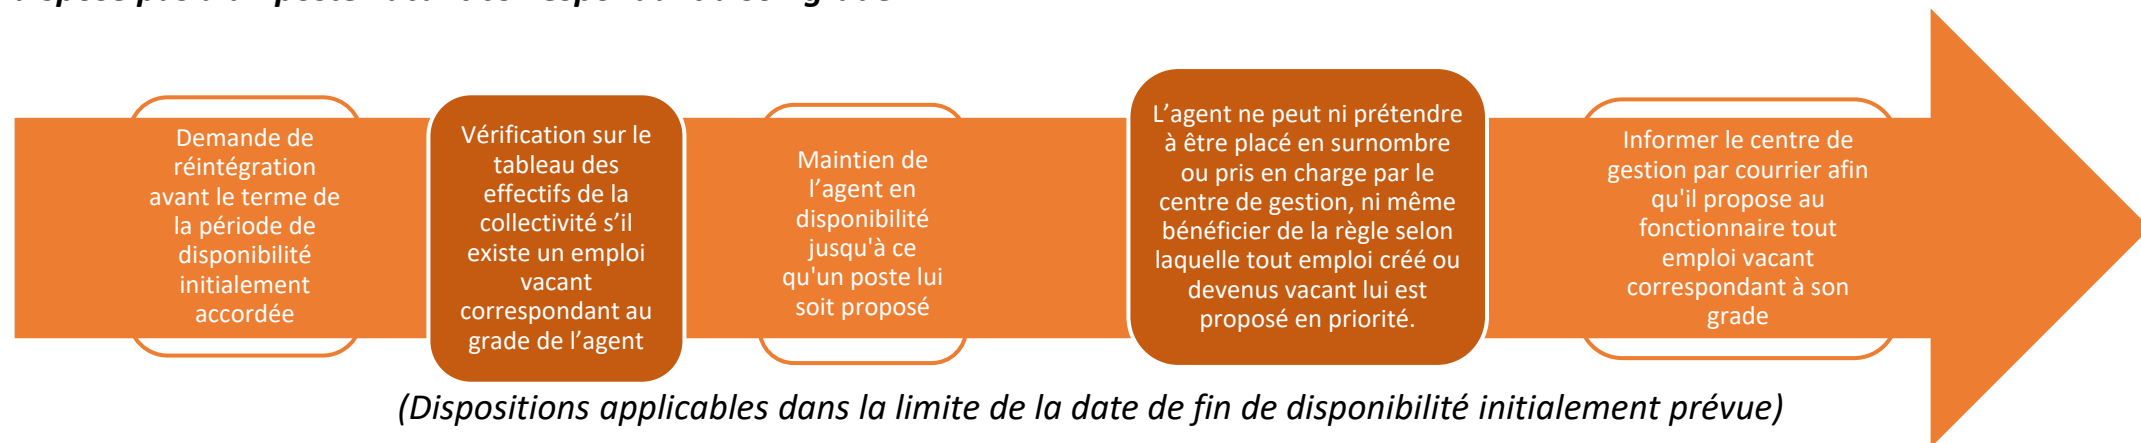 Demande de
réintégration
avant le terme de
la période de
disponibilité
initialement
accordée
Vérification sur le
tableau des
effectifs de la
collectivité s’il
existe un emploi
vacant
correspondant au
grade de l’agent
Maintien de
l’agent en
disponibilité
jusqu'à ce
qu'un poste lui
soit proposé
L’agent ne peut ni prétendre
à être placé en surnombre
ou pris en charge par le
centre de gestion, ni même
bénéficier de la règle selon
laquelle tout emploi créé ou
devenus vacant lui est
proposé en priorité.
Informer le centre de
gestion par courrier afin
qu'il propose au
fonctionnaire tout
emploi vacant
correspondant à son
grade
(Dispositions applicables dans la limite de la date de fin de disponibilité initialement prévue)